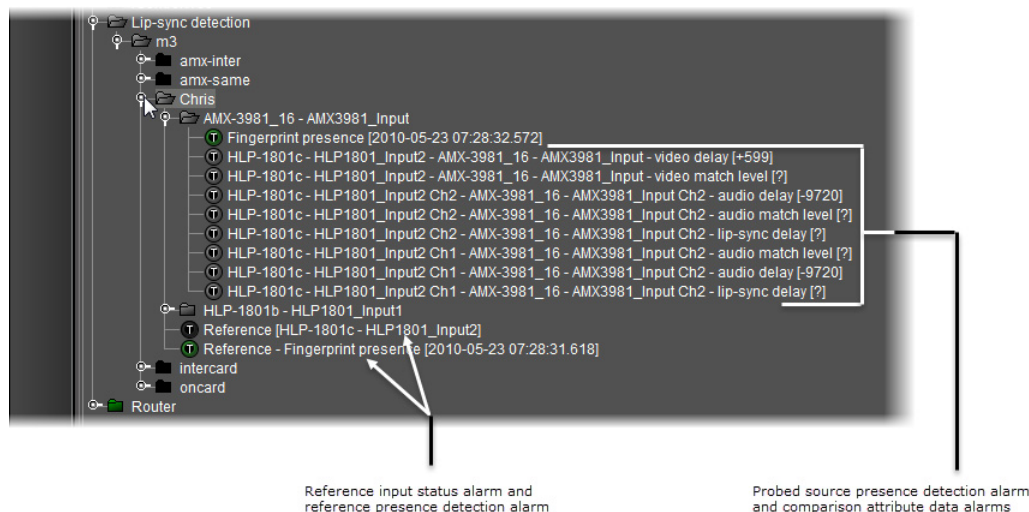 Lip-sync detection
m3
amx-inter
amx-same
Chris
AMX-3981_16 - AMX3981_Input
Fingerprint presence [2010-05-23 07:28:32.572]
HLP-1801c - HLP1801_Input2 - AMX-3981_16 - AMX3981_Input - video delay [+599]
HLP-1801c - HLP1801_Input2 - AMX-3981_16 - AMX3981_Input - video match level [?]
HLP-1801c - HLP1801_Input2 Ch2 - AMX-3981_16 - AMX3981_Input Ch2 - audio delay [-9720]
HLP-1801c - HLP1801_Input2 Ch2 - AMX-3981_16 - AMX3981_Input Ch2 - audio match level [?]
HLP-1801c - HLP1801_Input2 Ch2 - AMX-3981_16 - AMX3981_Input Ch2 - lip-sync delay [?]
HLP-1801c - HLP1801_Input2 Ch1 - AMX-3981_16 - AMX3981_Input Ch2 - audio match level [?]
HLP-1801c - HLP1801_Input2 Ch1 - AMX-3981_16 - AMX3981_Input Ch2 - audio delay [-9720]
HLP-1801c - HLP1801_Input2 Ch1 - AMX-3981_16 - AMX3981_Input Ch2 - lip-sync delay [?]
HLP-1801b - HLP1801_Input1
Reference [HLP-1801c - HLP1801_Input2]
Reference - Fingerprint presence [2010-05-23 07:28:31.618]
intercard
oncard
Router
Reference input status alarm and
reference presence detection alarm
Probed source presence detection alarm
and comparison attribute data alarms